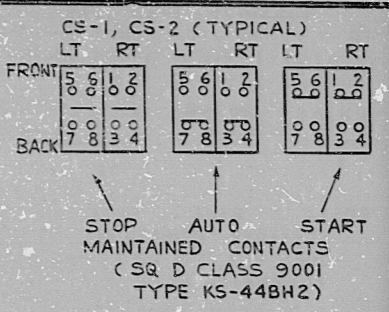 CS-1, CS-2 (TYPICAL)
LT RT LT RT LT RT
FRONT 5 6 1 2 5 6 1 2 5 6 1 2
BACK 7 8 3 4 7 8 3 4 7 8 3 4
STOP AUTO START
MAINTAINED CONTACTS
(SQ D CLASS 9001
TYPE KS-44BH2)